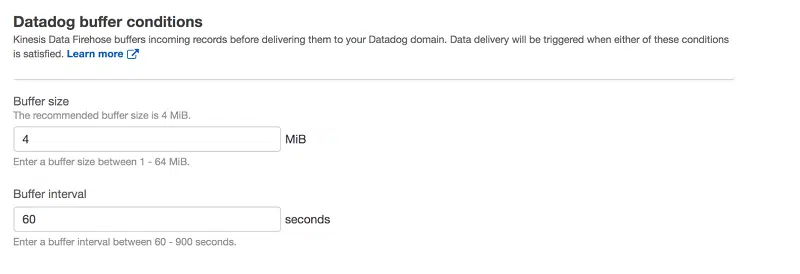 Datadog buffer conditions
Kinesis Data Firehose buffers incoming records before delivering them to your Datadog domain. Data delivery will be triggered when either of these conditions
is satisfied. Learn more
Buffer size
The recommended buffer size is 4 MiB.
4 MiB
Enter a buffer size between 1 - 64 MiB.
Buffer interval
60 seconds
Enter a buffer interval between 60 - 900 seconds.